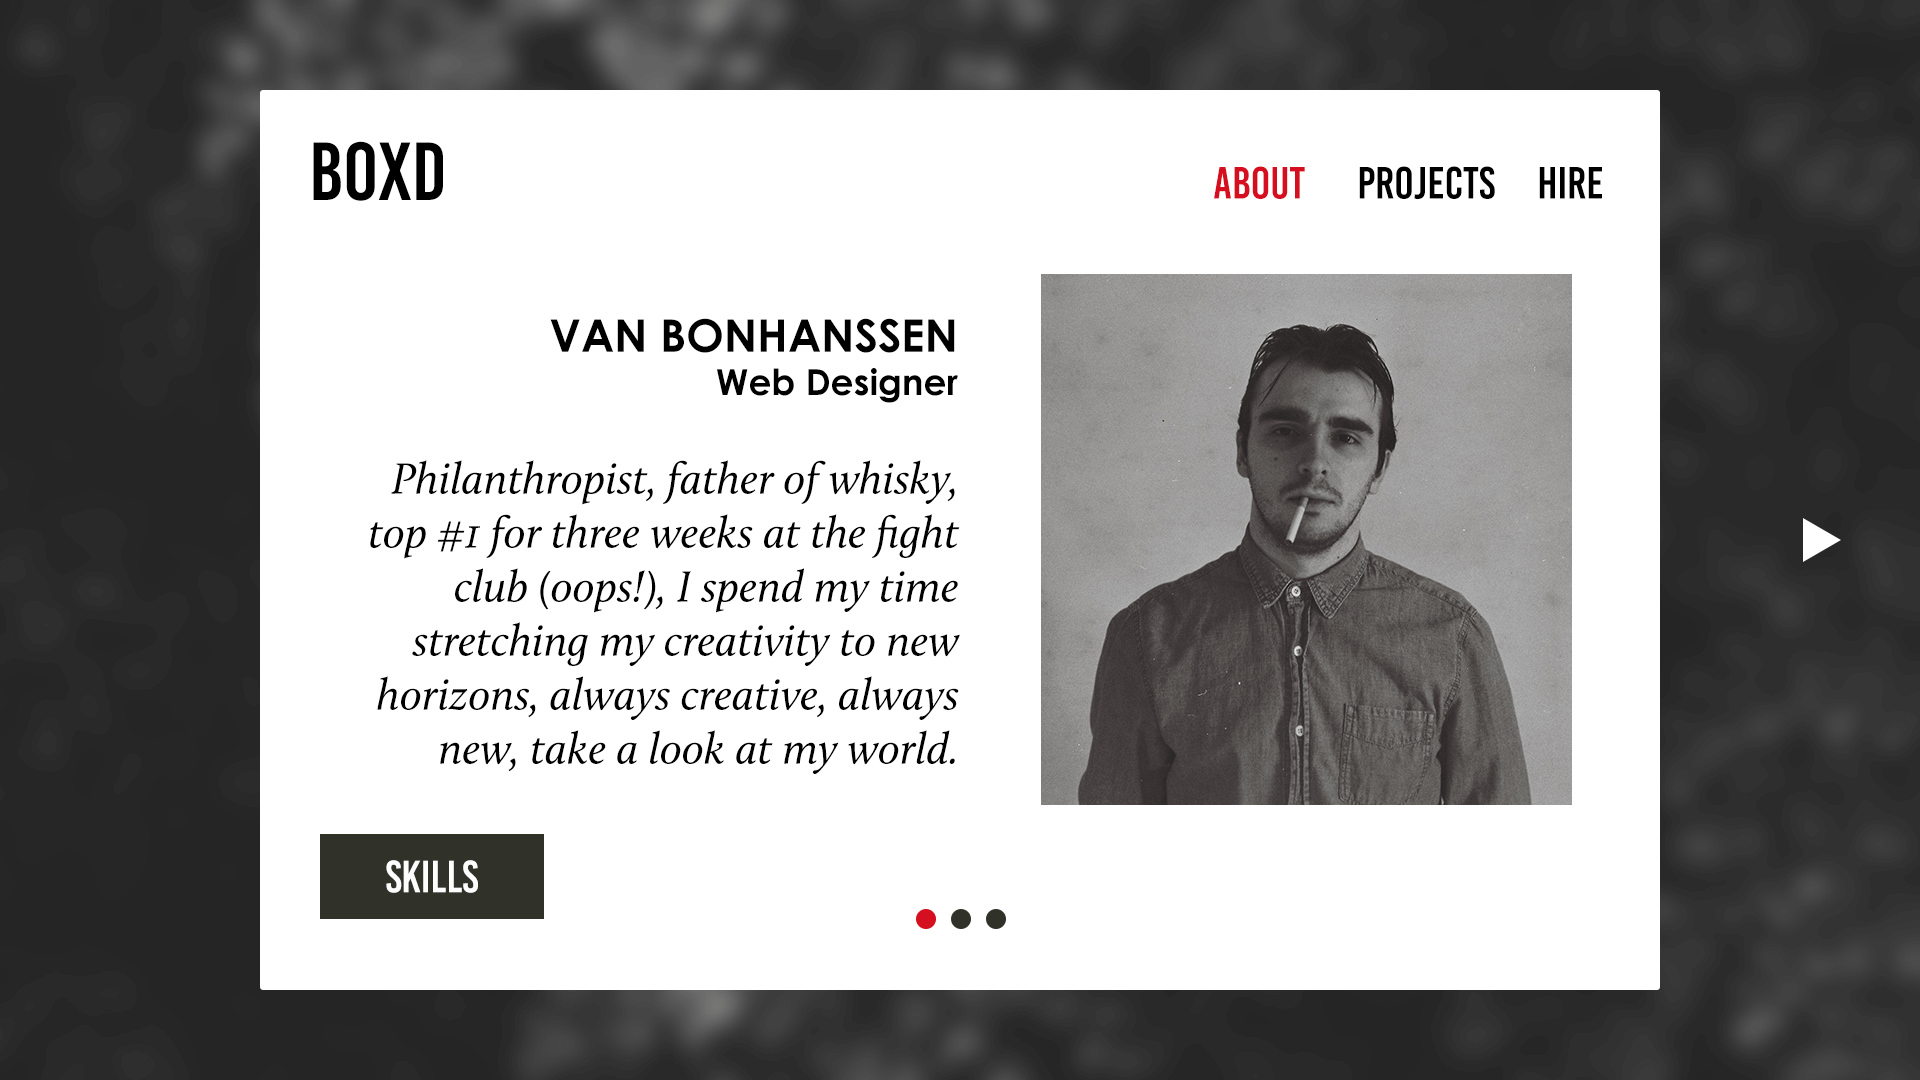 BOXD
ABOUT PROJECTS HIRE
VAN BONHANSSEN
Web Designer
Philanthropist, father of whisky,
top #1 for three weeks at the fight
club (oops!), I spend my time
stretching my creativity to new
horizons, always creative, always
new, take a look at my world.
SKILLS